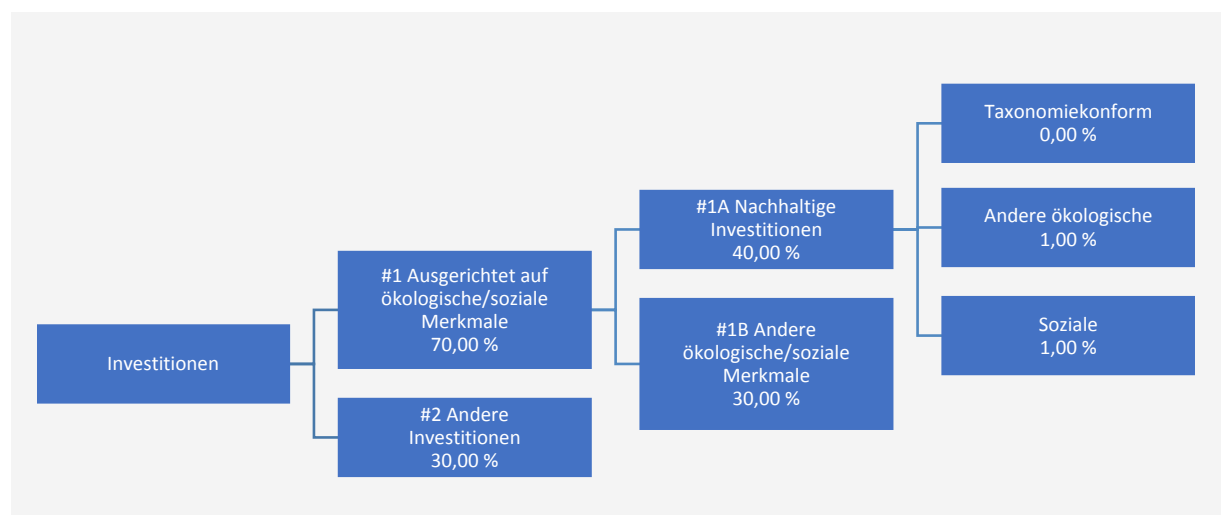 Investitionen
#1 Ausgerichtet auf
ökologische/soziale
Merkmale
70,00 %
#2 Andere
Investitionen
30,00 %
#1A Nachhaltige
Investitionen
40,00 %
#1B Andere
ökologische/soziale
Merkmale
30,00 %
Taxonomiekonform
0,00 %
Andere ökologische
1,00 %
Soziale
1,00 %